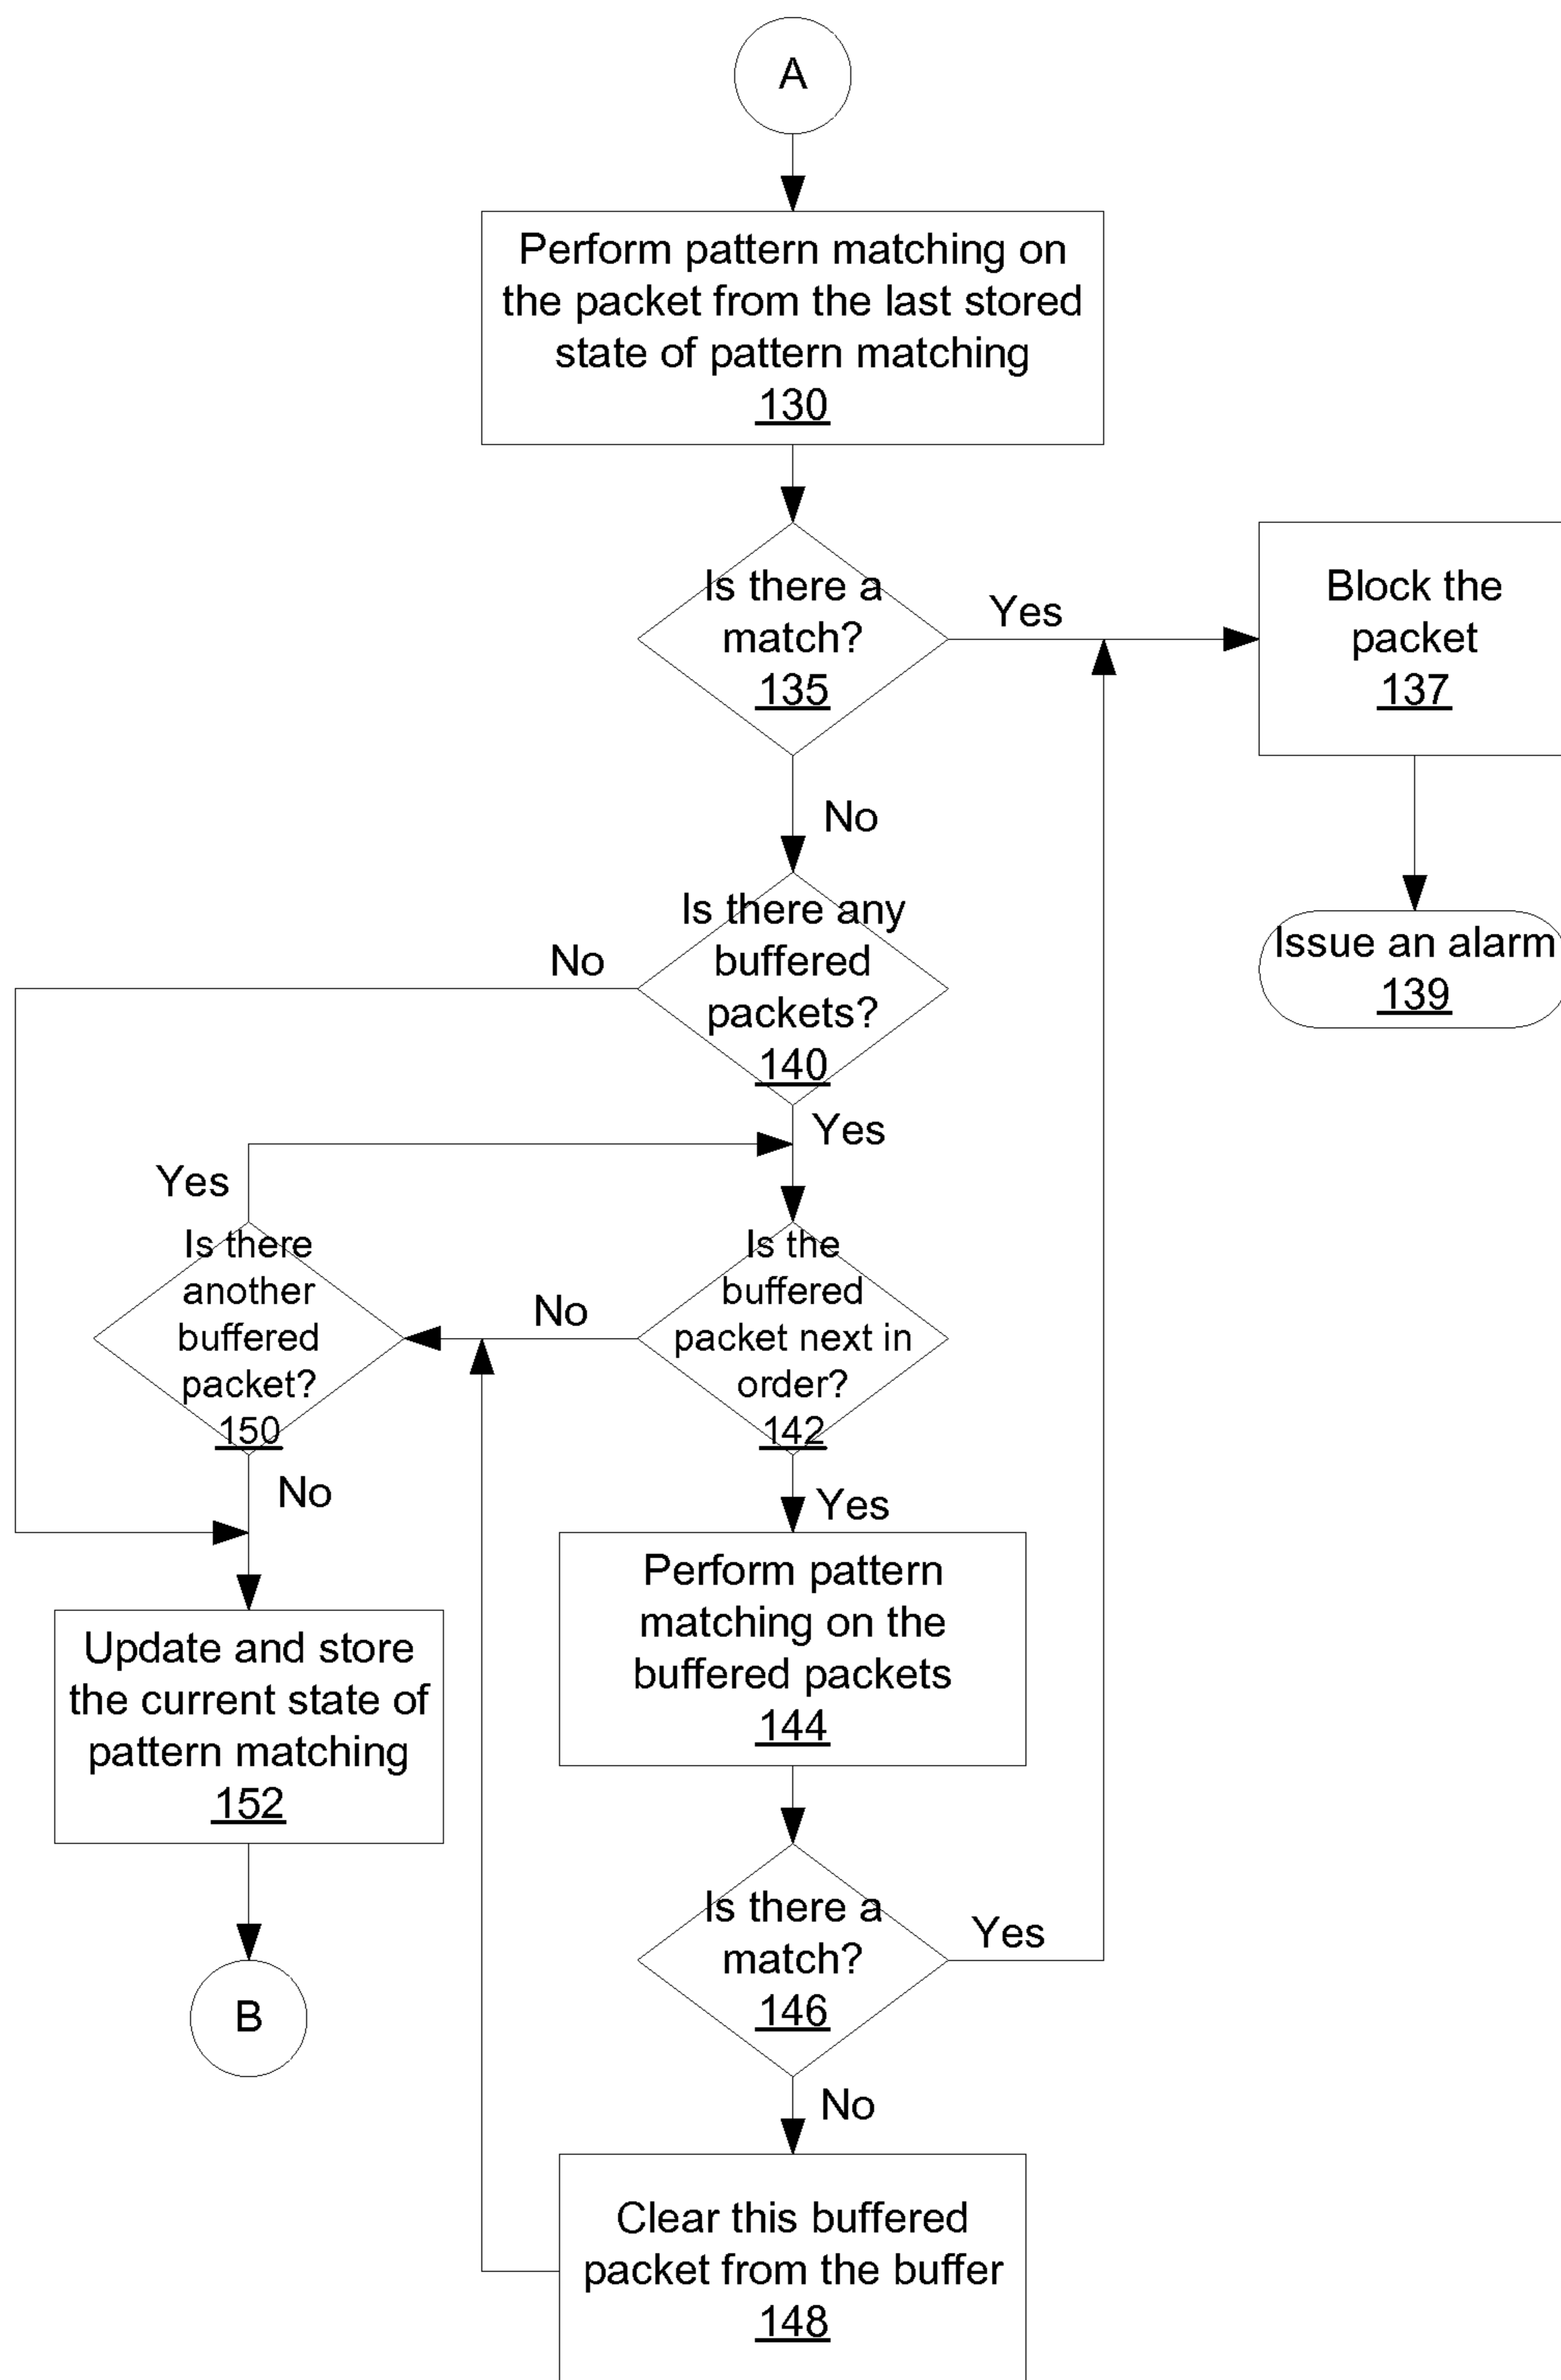 A
Perform pattern matching on
the packet from the last stored
state of pattern matching
130
Is there a
match?
135
Yes
Block the
packet
137
No
Issue an alarm
139
Is there any
buffered
packets?
140
No
Yes
Yes
Is there
another
buffered
packet?
150
No
Is the
buffered
packet next in
order?
142
No
Yes
Perform pattern
matching on the
buffered packets
144
Update and store
the current state of
pattern matching
152
Is there a
match?
146
Yes
B
No
Clear this buffered
packet from the buffer
148